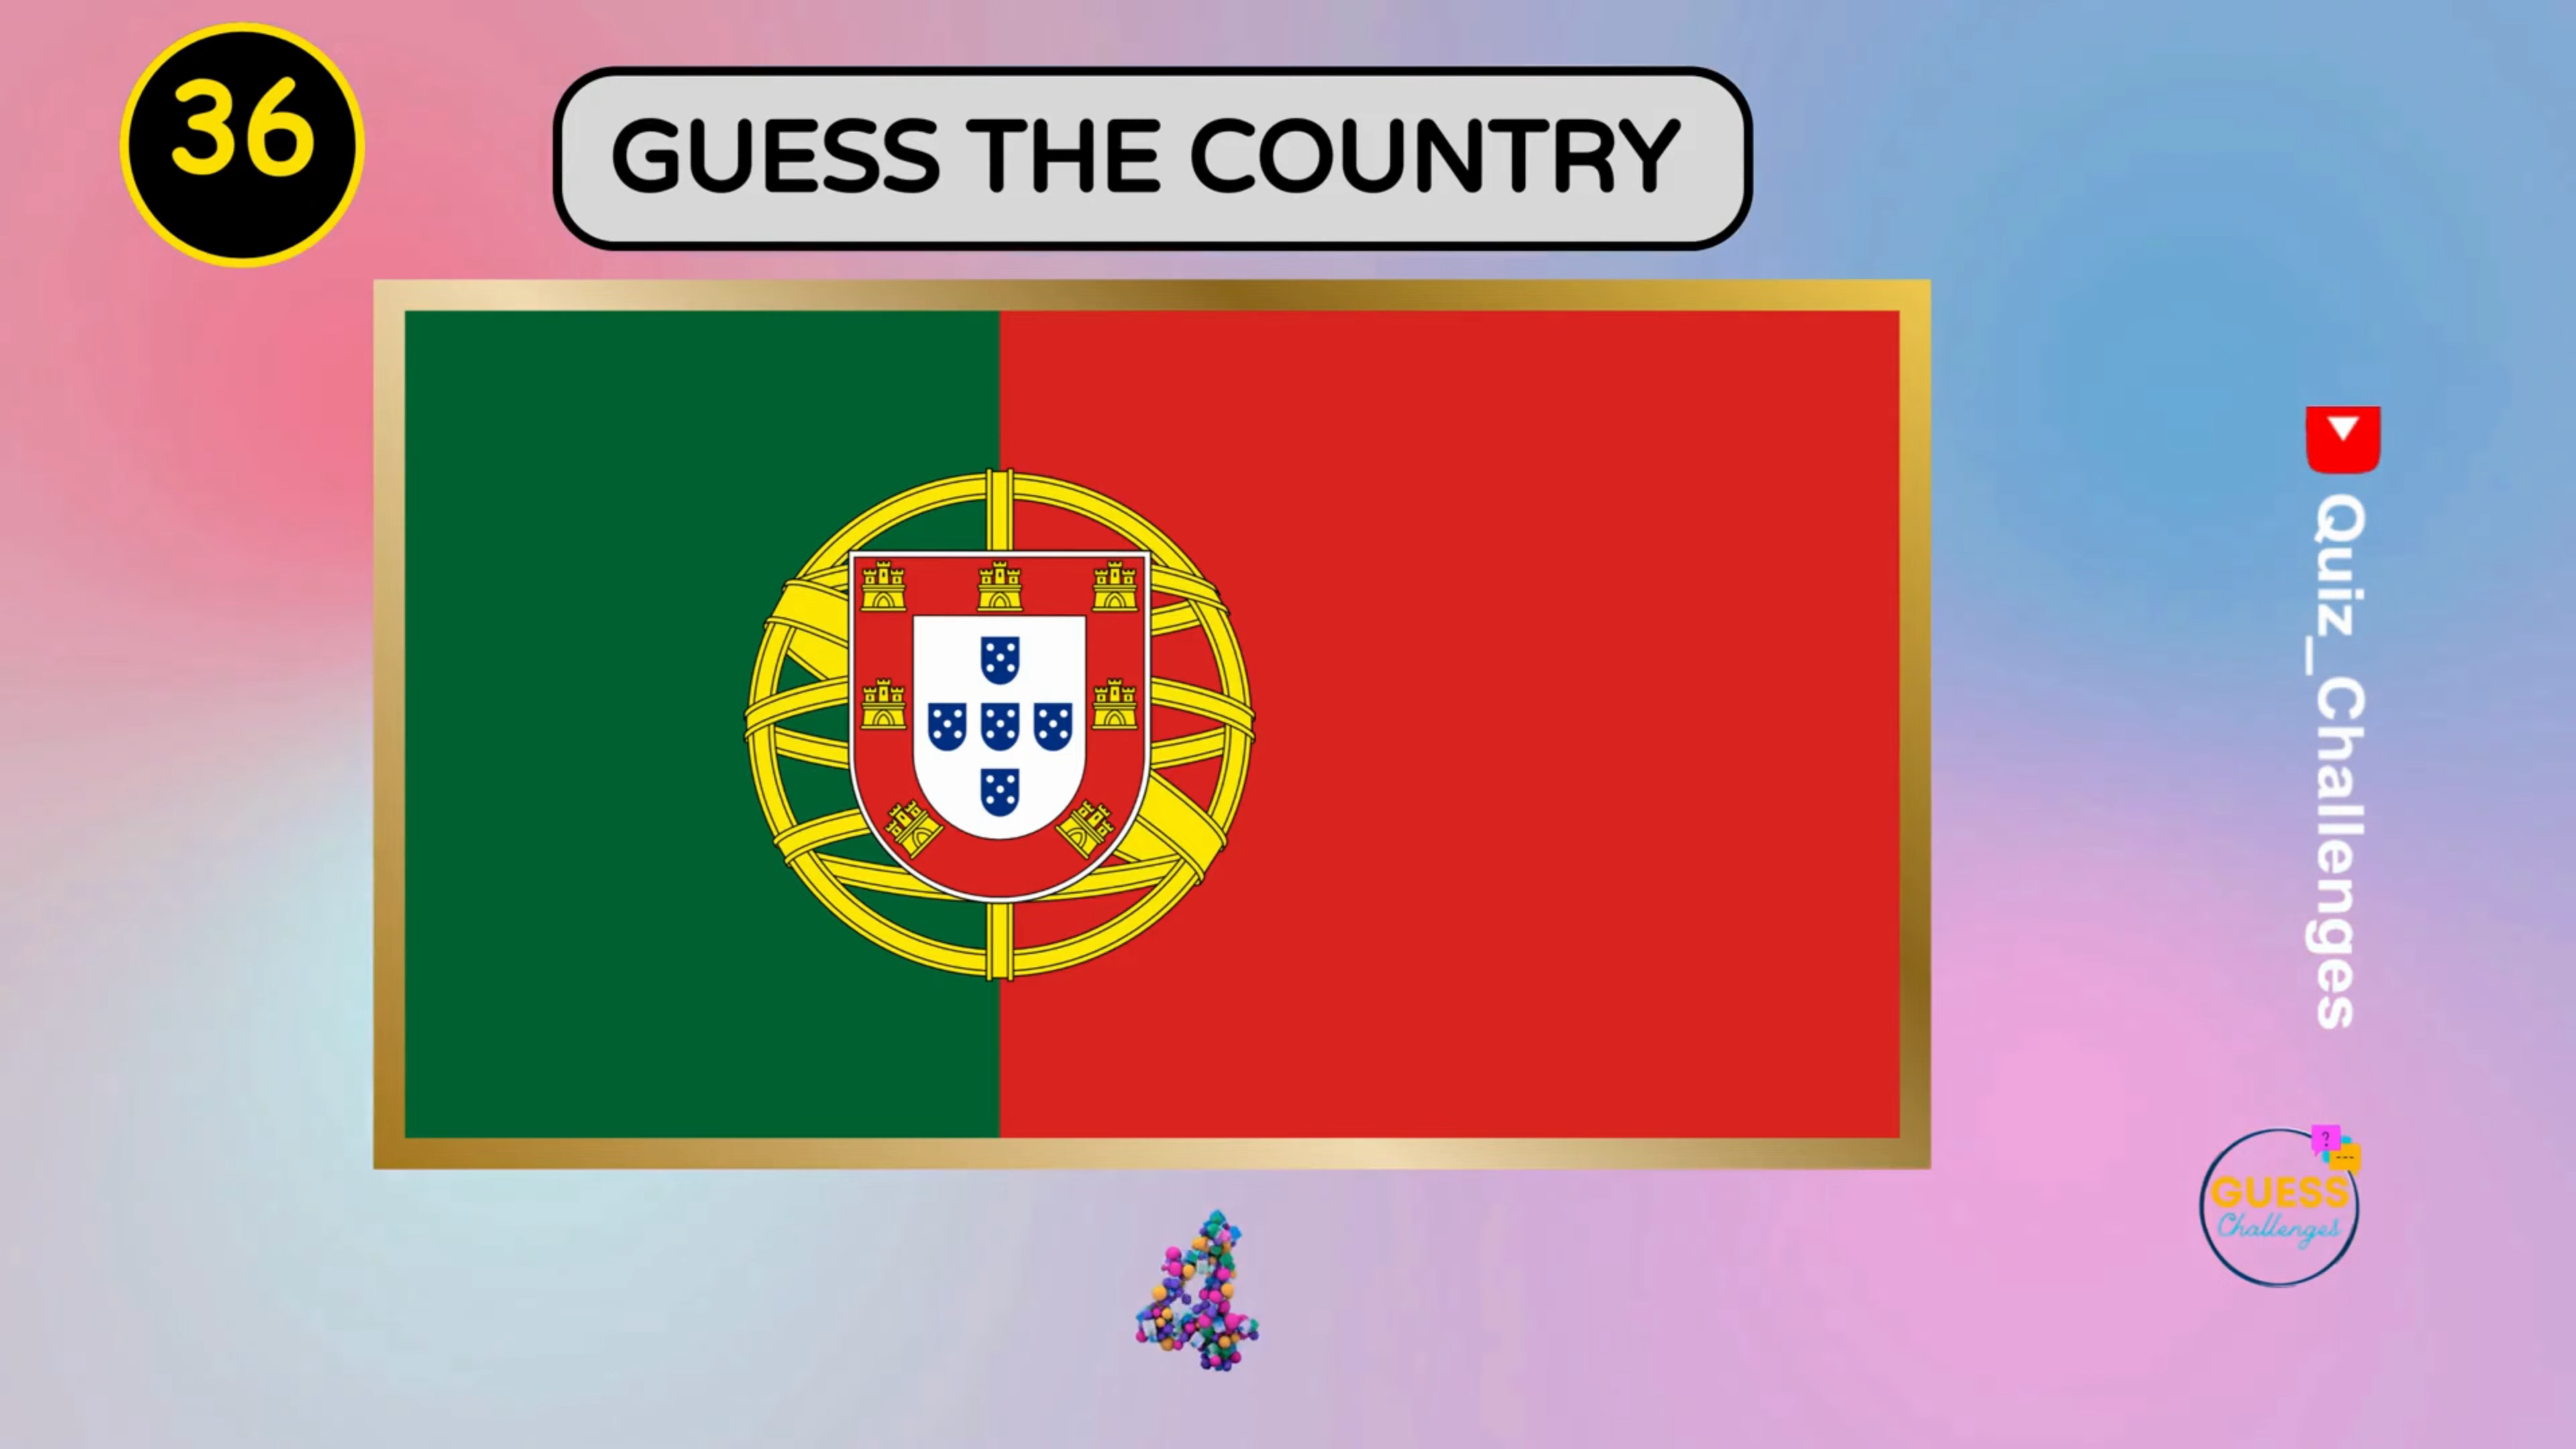 36
GUESS THE COUNTRY
Quiz_Challenges
?
GUESS
Challenges
4